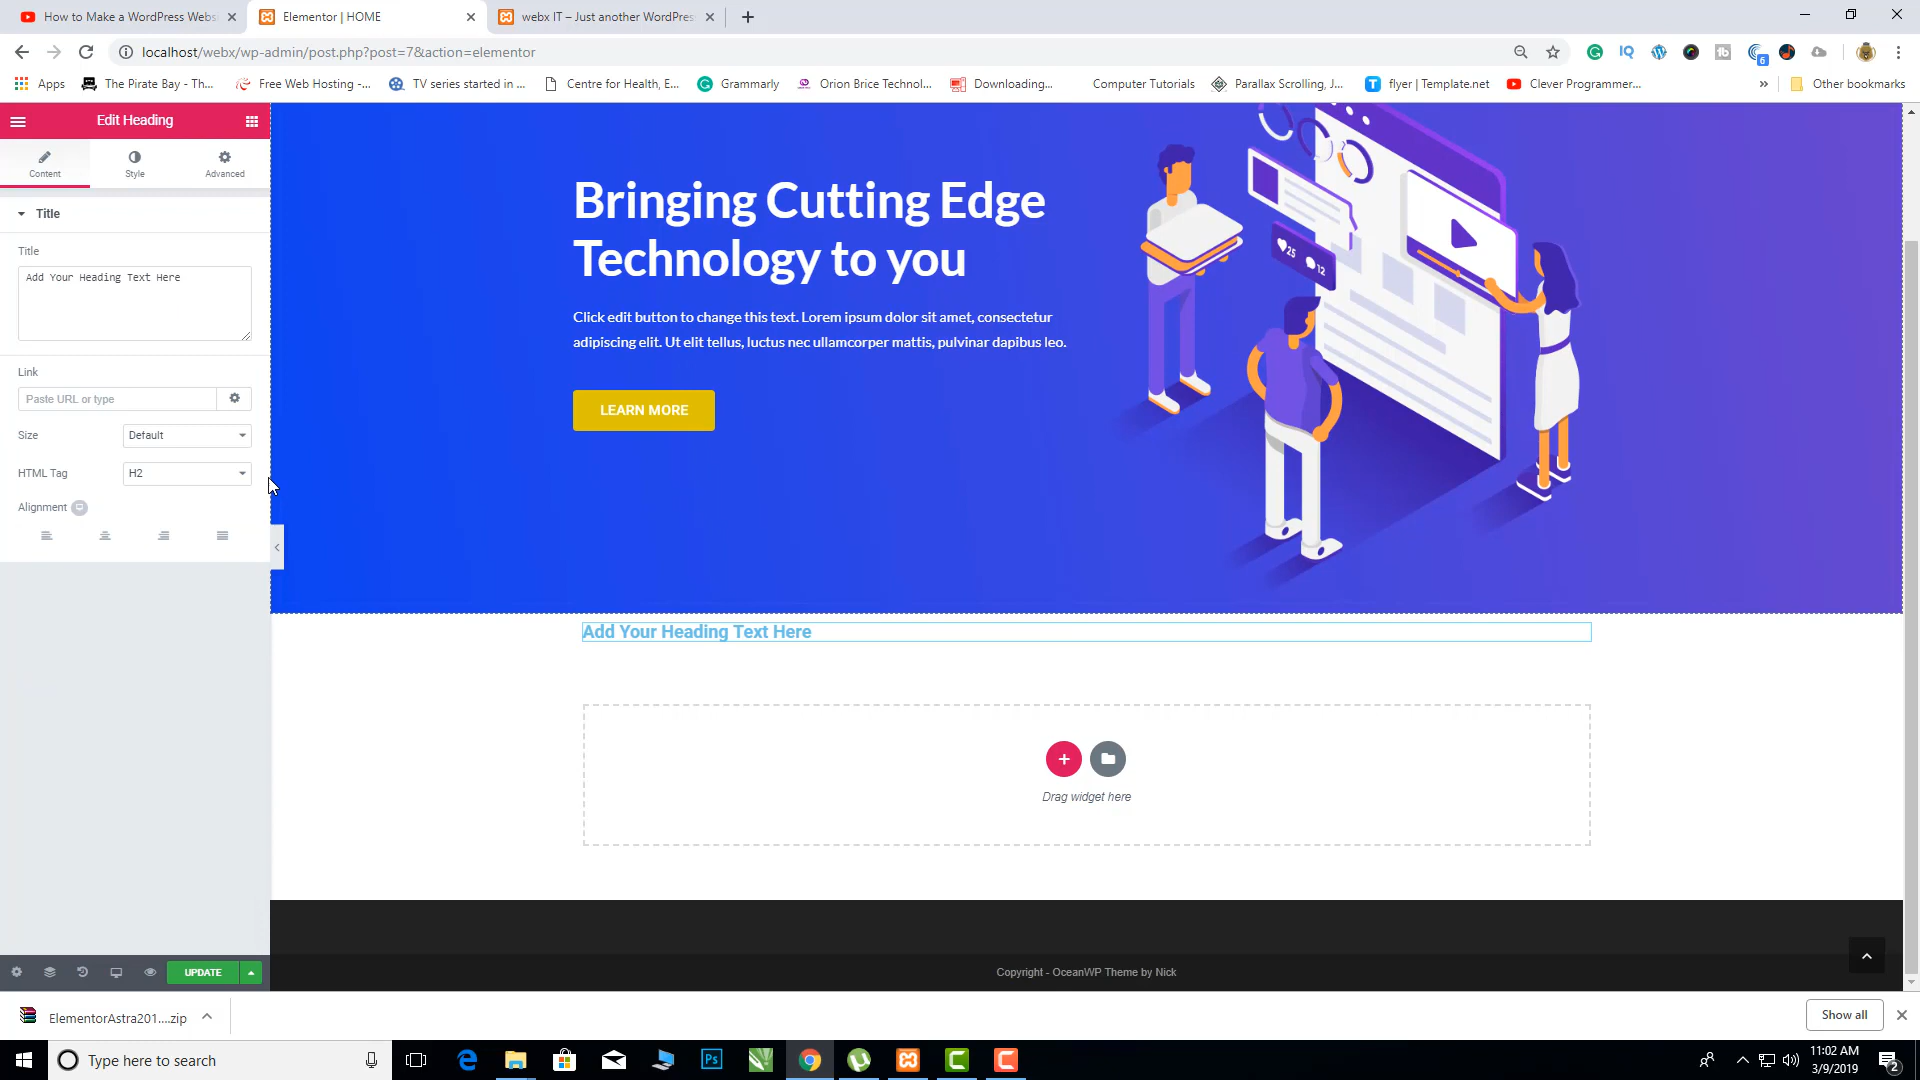 How to Make a WordPress Webs
Elementor | HOME
webx IT – Just another WordPres
localhost/webx/wp-admin/post.php?post=7&action=elementor
6
Apps
The Pirate Bay - Th...
Free Web Hosting -...
TV series started in ...
Centre for Health, E...
Grammarly
Orion Brice Technol...
Downloading...
Computer Tutorials
Parallax Scrolling, J...
flyer | Template.net
Clever Programmer...
»
Other bookmarks
Edit Heading
Content
Style
Advanced
Title
Title
Add Your Heading Text Here
Link
Paste URL or type
Size
Default
HTML Tag
H2
Alignment
Bringing Cutting Edge
Technology to you
Click edit button to change this text. Lorem ipsum dolor sit amet, consectetur
adipiscing elit. Ut elit tellus, luctus nec ullamcorper mattis, pulvinar dapibus leo.
LEARN MORE
25
12
Add Your Heading Text Here
Drag widget here
Copyright - OceanWP Theme by Nick
UPDATE
ElementorAstra201....zip
Show all
Type here to search
Ps
11:02 AM
3/9/2019
2